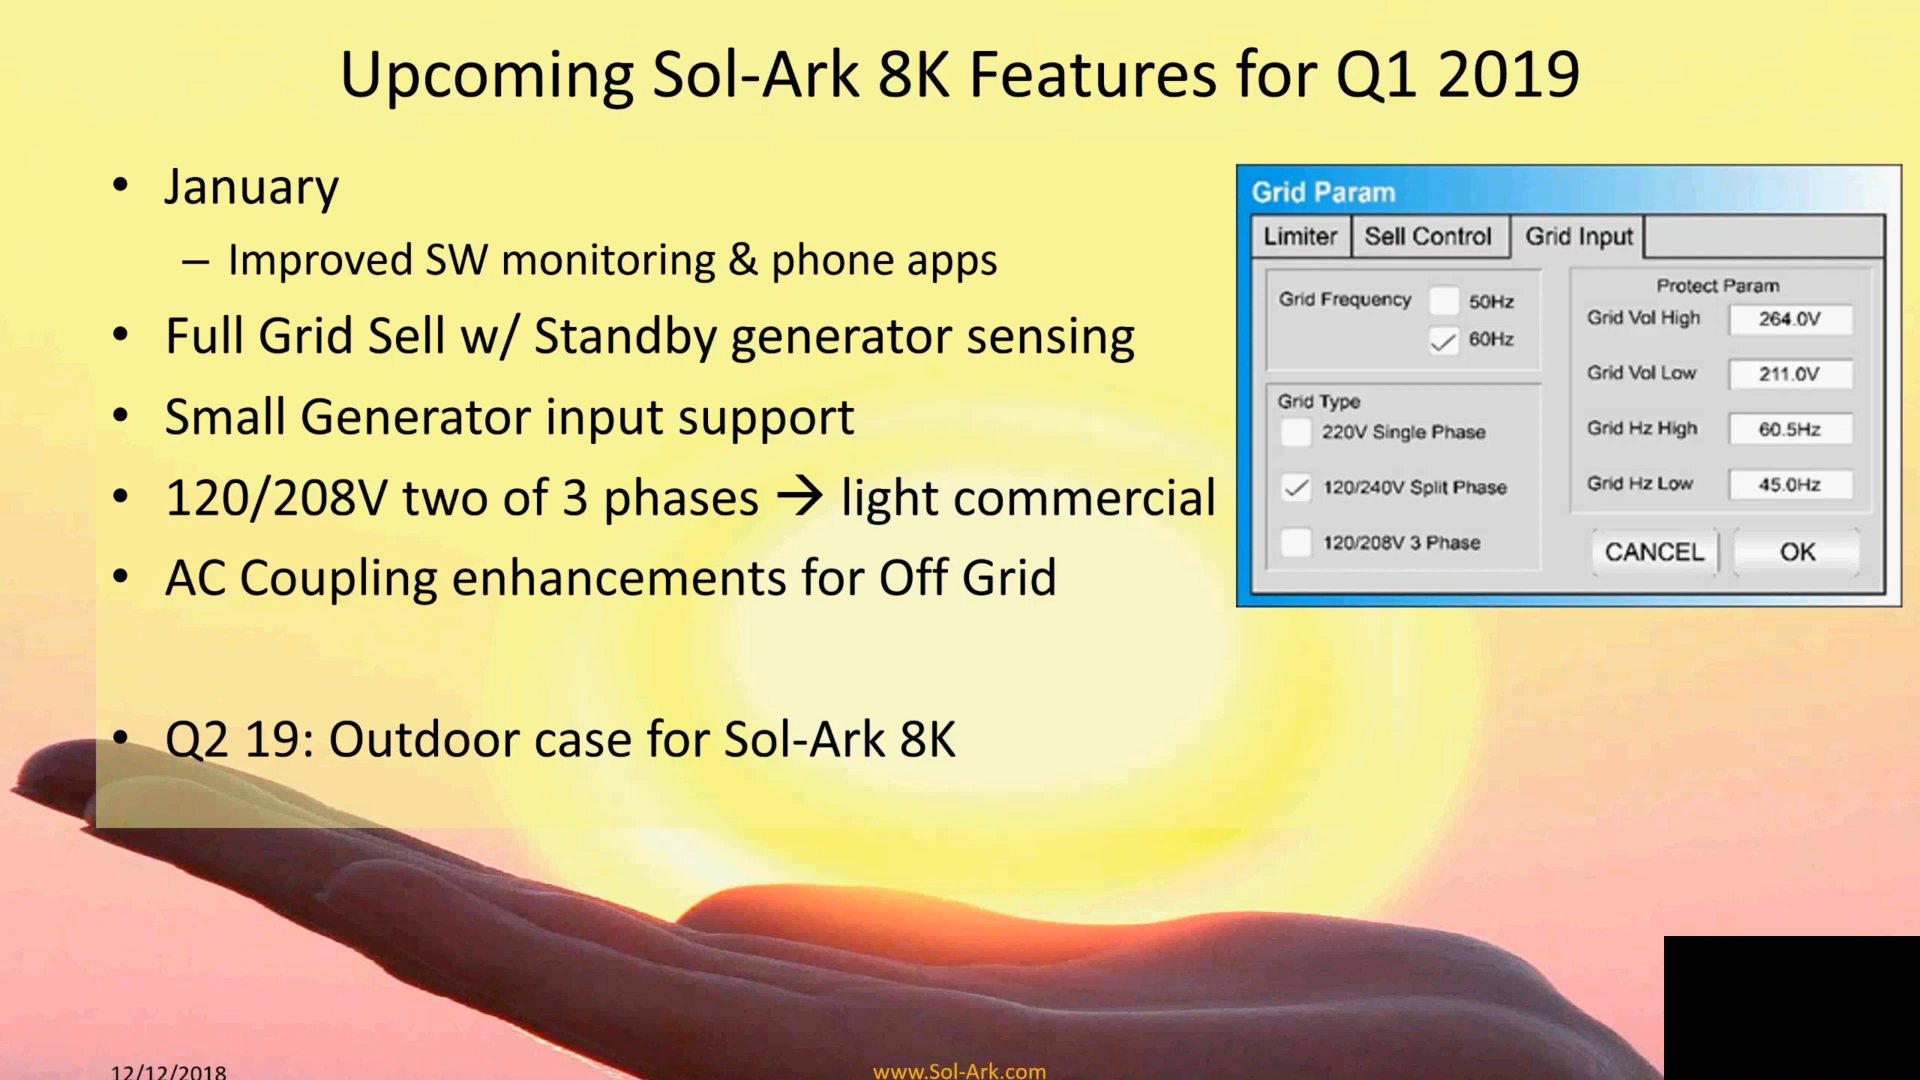 Upcoming Sol-Ark 8K Features for Q1 2019
• January
– Improved SW monitoring & phone apps
• Full Grid Sell w/ Standby generator sensing
• Small Generator input support
• 120/208V two of 3 phases → light commercial
• AC Coupling enhancements for Off Grid
• Q2 19: Outdoor case for Sol-Ark 8K
Grid Param
Limiter Sell Control Grid Input
Grid Frequency 50Hz
60Hz
Grid Type
220V Single Phase
120/240V Split Phase
120/208V 3 Phase
Protect Param
Grid Vol High 264.0V
Grid Vol Low 211.0V
Grid Hz High 60.5Hz
Grid Hz Low 45.0Hz
CANCEL OK
12/12/2018
www.Sol-Ark.com